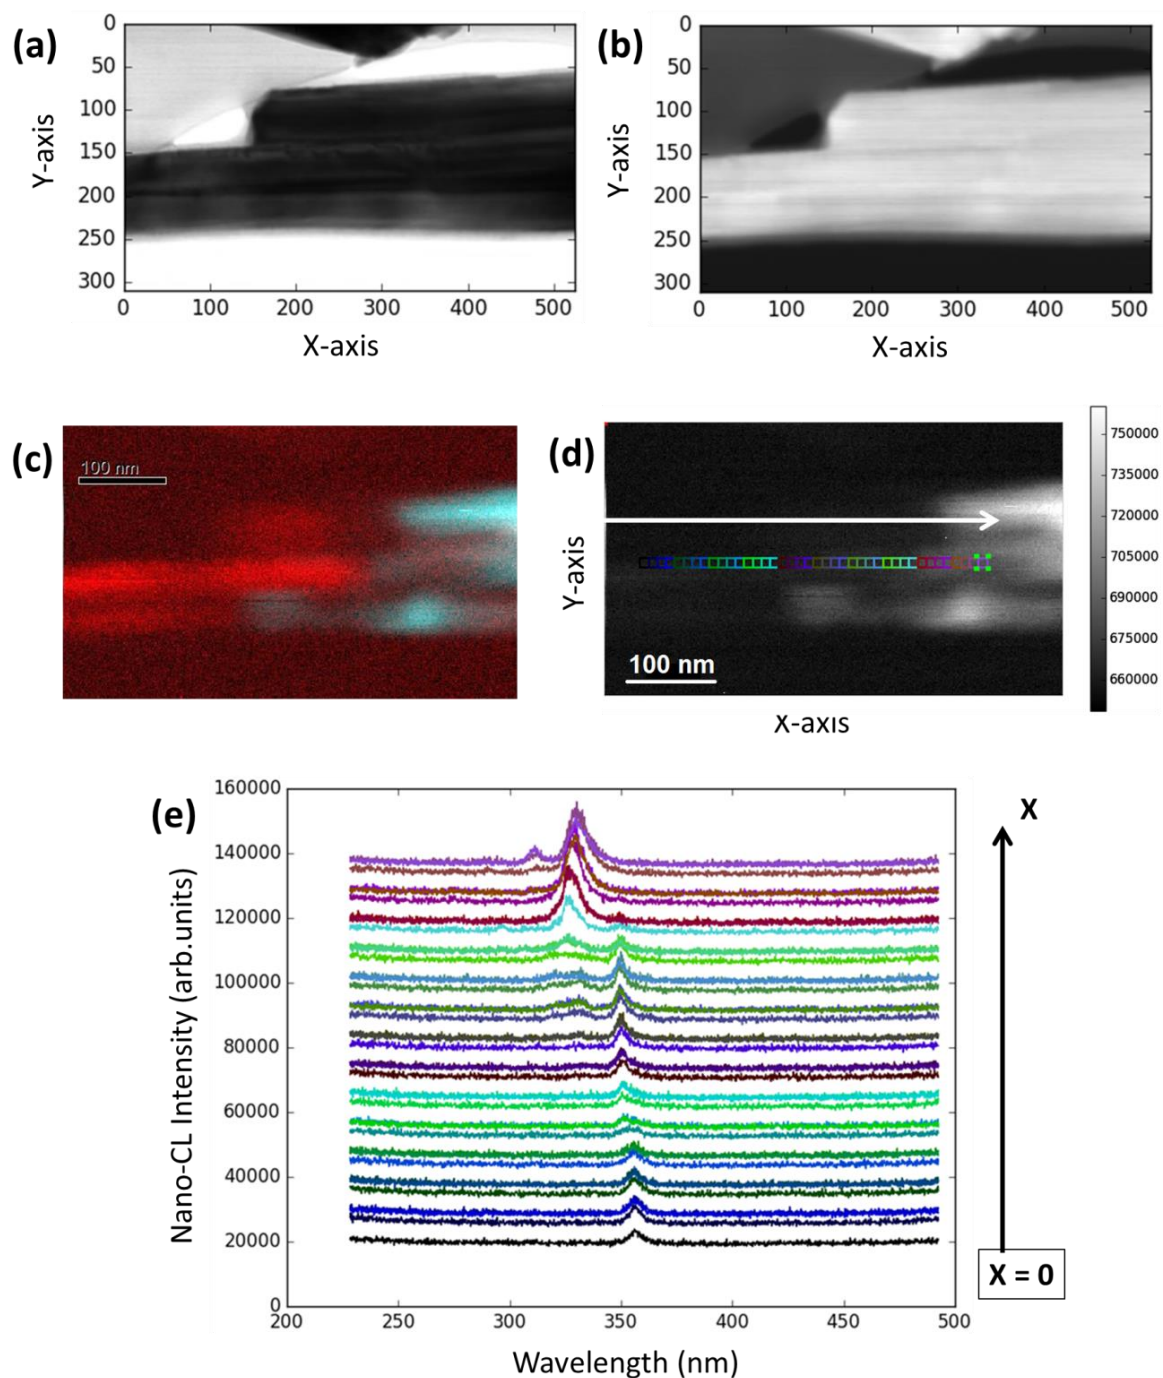 (a)
0
50
100
150
200
250
300
Y-axis
0 100 200 300 400 500
X-axis
(b)
0
50
100
150
200
250
300
Y-axis
0 100 200 300 400 500
X-axis
(c)
100 nm
(d)
Y-axis
100 nm
X-axis
750000
735000
720000
705000
690000
675000
660000
(e)
160000
140000
120000
100000
80000
60000
40000
20000
0
Nano-CL Intensity (arb.units)
200 250 300 350 400 450 500
Wavelength (nm)
X
X = 0